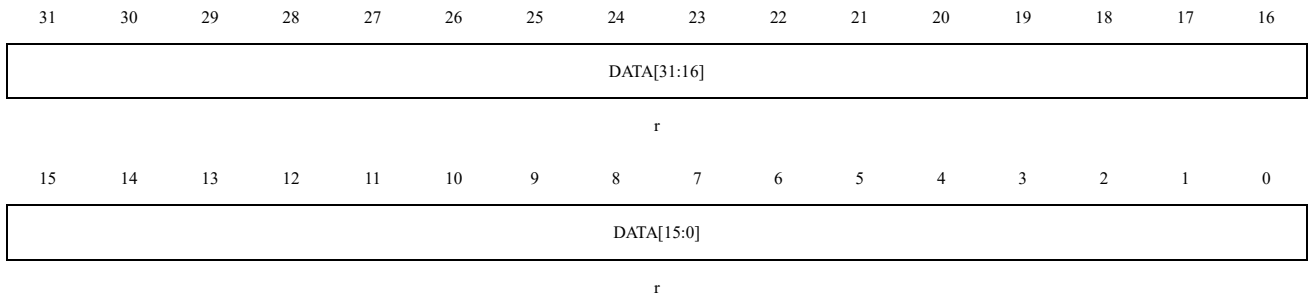 31 30 29 28 27 26 25 24 23 22 21 20 19 18 17 16
DATA[31:16]
r
15 14 13 12 11 10 9 8 7 6 5 4 3 2 1 0
DATA[15:0]
r